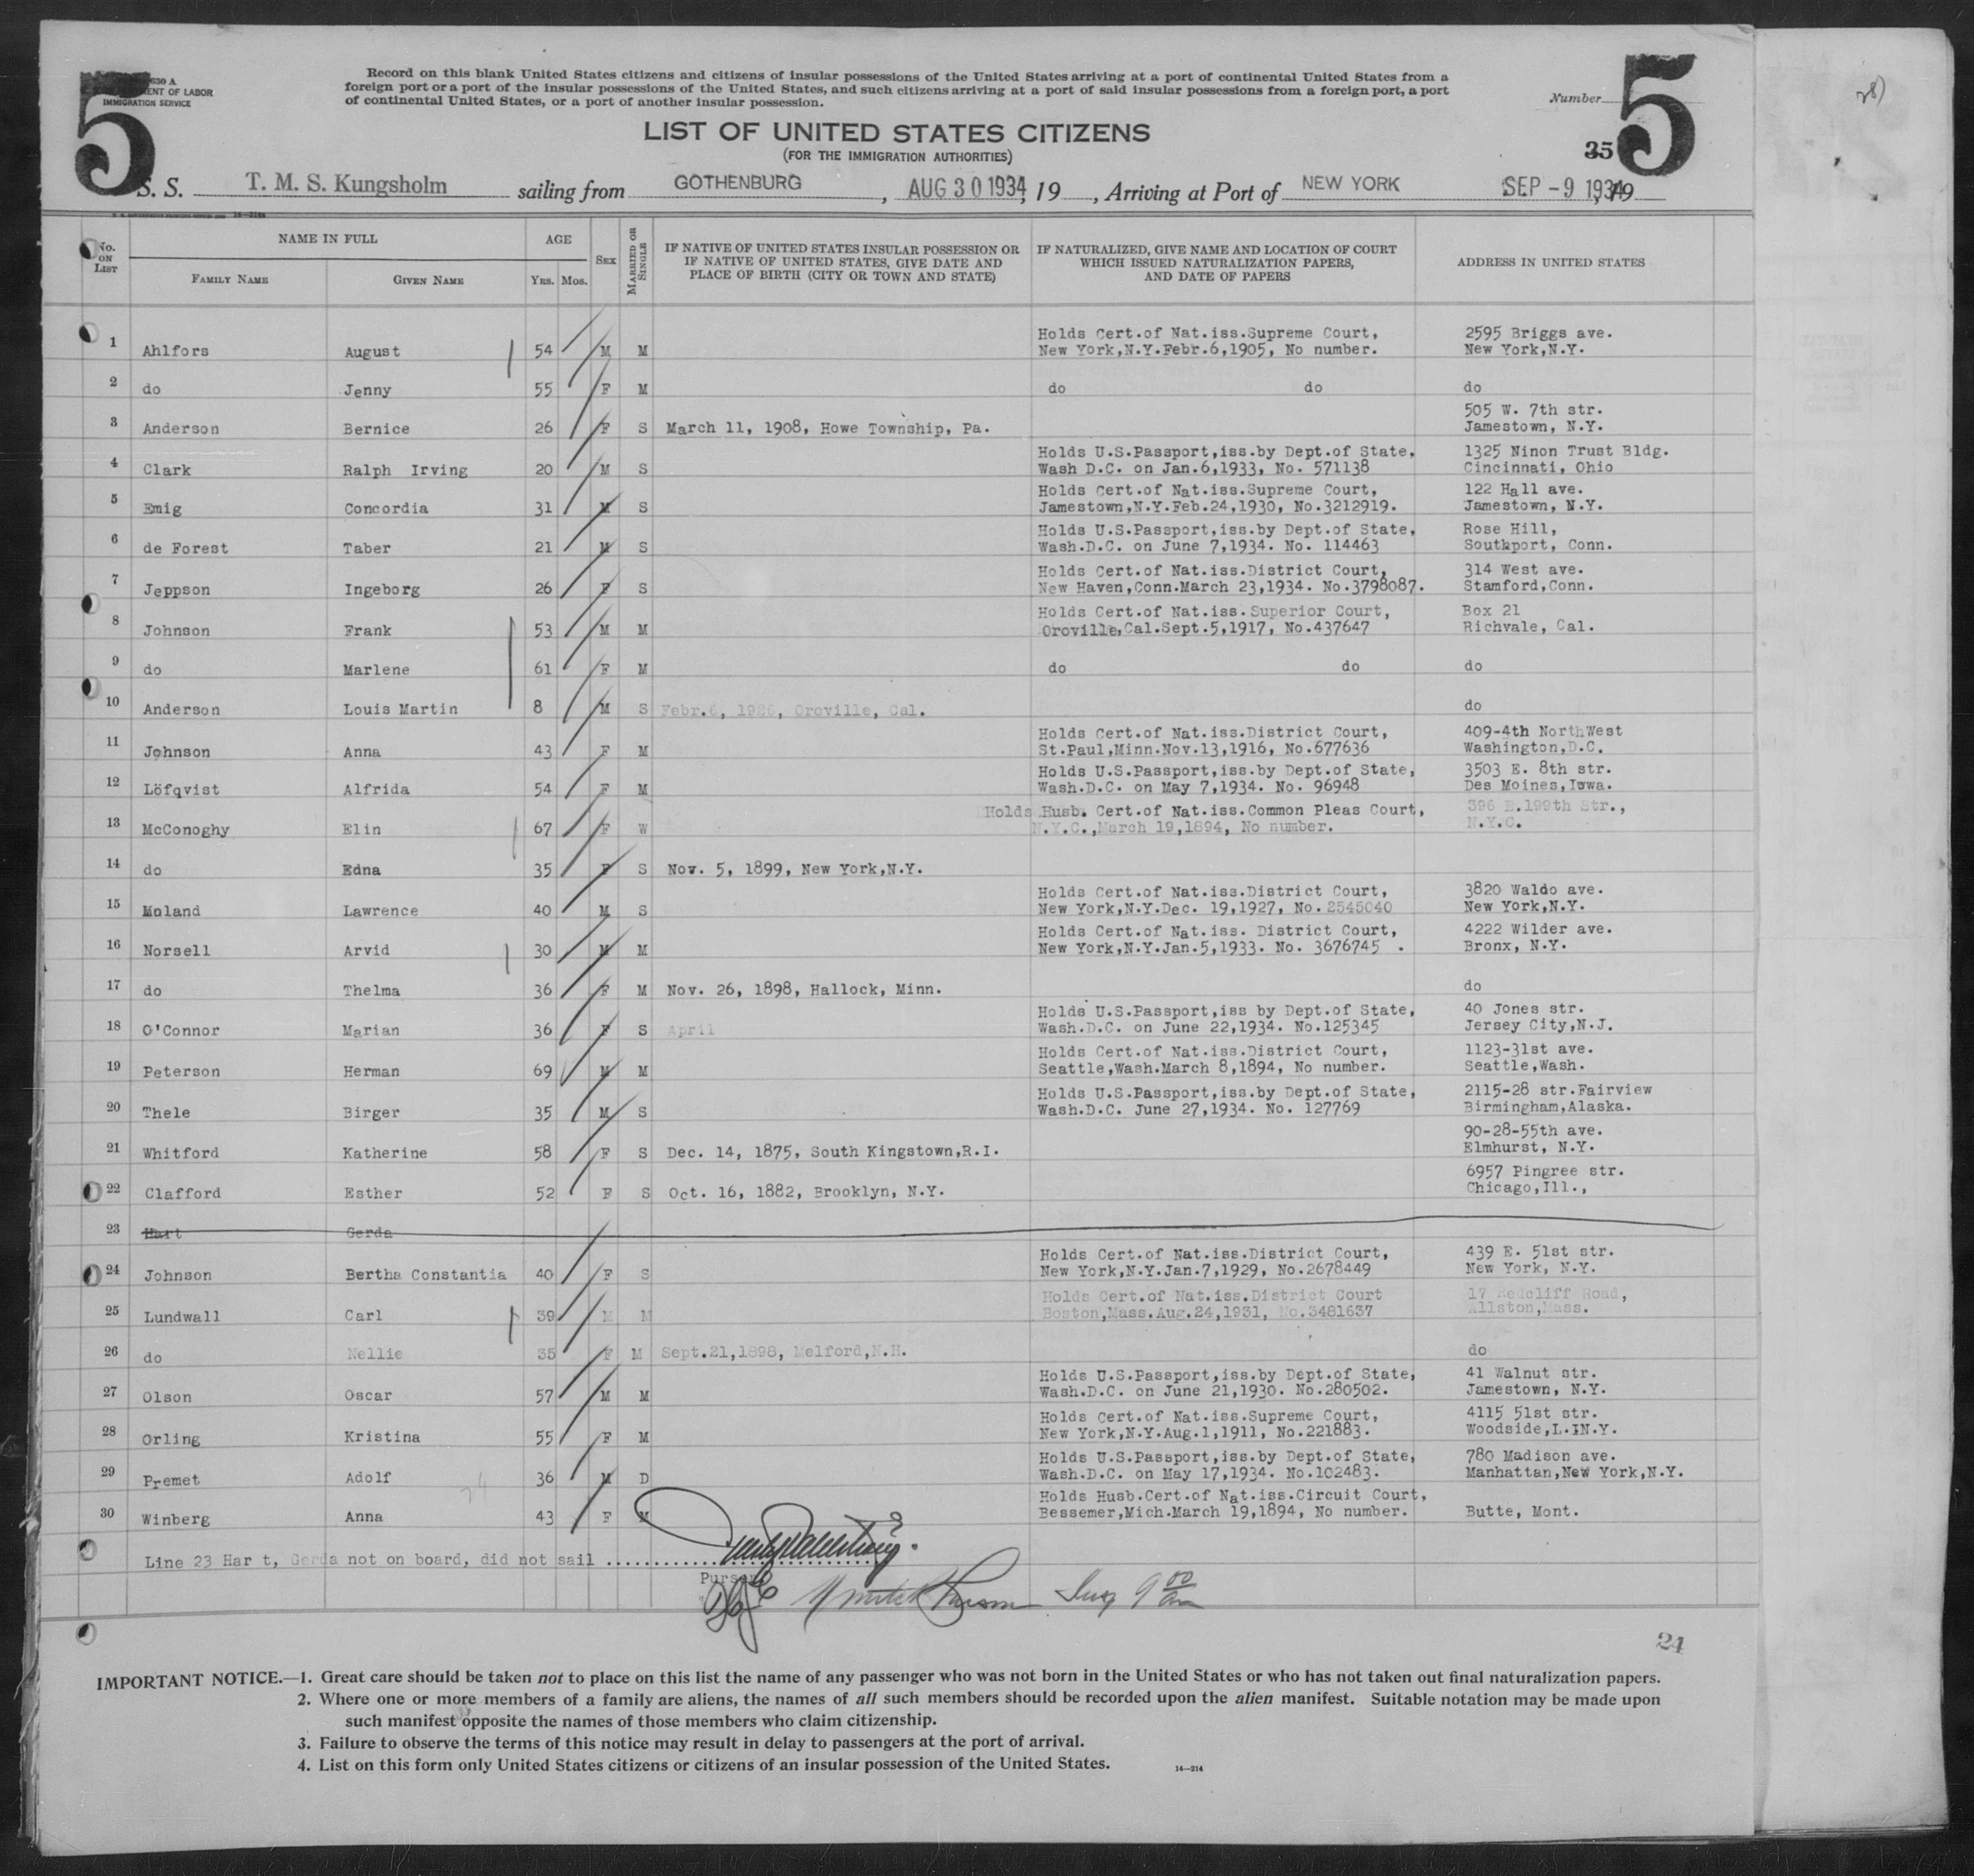 5
630 A
ENT OF LABOR
IMMIGRATION SERVICE
Record on this blank United States citizens and citizens of insular possessions of the United States arriving at a port of continental United States from a
foreign port or a port of the insular possessions of the United States, and such citizens arriving at a port of said insular possessions from a foreign port, a port
of continental United States, or a port of another insular possession.
Number
5
35
LIST OF UNITED STATES CITIZENS
(FOR THE IMMIGRATION AUTHORITIES)
S. S. T. M. S. Kungsholm sailing from GOTHENBURG, AUG 30 1934, 19, Arriving at Port of NEW YORK SEP -9 1934, 19
No. ON LIST
NAME IN FULL
FAMILY NAME GIVEN NAME
AGE
YRS. MOS.
SEX
MARRIED OR SINGLE
IF NATIVE OF UNITED STATES INSULAR POSSESSION OR
IF NATIVE OF UNITED STATES, GIVE DATE AND
PLACE OF BIRTH (CITY OR TOWN AND STATE)
IF NATURALIZED, GIVE NAME AND LOCATION OF COURT
WHICH ISSUED NATURALIZATION PAPERS,
AND DATE OF PAPERS
ADDRESS IN UNITED STATES
Holds Cert.of Nat.iss.Supreme Court, 2595 Briggs ave.
1 Ahlfors August 54 M M New York,N.Y.Febr.6,1905, No number. New York,N.Y.
2 do Jenny 55 F M do do do
505 W. 7th str.
3 Anderson Bernice 26 F S March 11, 1908, Howe Township, Pa. Jamestown, N.Y.
Holds U.S.Passport,iss.by Dept.of State, 1325 Ninon Trust Bldg.
4 Clark Ralph Irving 20 M S Wash D.C. on Jan.6,1933, No. 571138 Cincinnati, Ohio
Holds Cert.of Nat.iss.Supreme Court, 122 Hall ave.
5 Emig Concordia 31 M S Jamestown,N.Y.Feb.24,1930, No.3212919. Jamestown, N.Y.
Holds U.S.Passport,iss.by Dept.of State, Rose Hill,
6 de Forest Taber 21 M S Wash.D.C. on June 7,1934. No. 114463 Southport, Conn.
Holds Cert.of Nat.iss.District Court, 314 West ave.
7 Jeppson Ingeborg 26 F S New Haven,Conn.March 23,1934. No.3798087. Stamford,Conn.
Holds Cert.of Nat.iss.Superior Court, Box 21
8 Johnson Frank 53 M M Oroville,Cal.Sept.5,1917, No.437647 Richvale, Cal.
9 do Marlene 61 F M do do do
10 Anderson Louis Martin 8 M S Febr.6, 1926, Oroville, Cal. do
Holds Cert.of Nat.iss.District Court, 409-4th NorthWest
11 Johnson Anna 43 F M St.Paul,Minn.Nov.13,1916, No.677636 Washington,D.C.
Holds U.S.Passport,iss.by Dept.of State, 3503 E. 8th str.
12 Löfqvist Alfrida 54 F M Wash.D.C. on May 7,1934. No. 96948 Des Moines,Iowa.
Holds Husb. Cert.of Nat.iss.Common Pleas Court, 396 E.199th Str.,
13 McConoghy Elin 67 F W N.Y.C.,March 19,1894, No number. N.Y.C.
14 do Edna 35 F S Nov. 5, 1899, New York,N.Y.
Holds Cert.of Nat.iss.District Court, 3820 Waldo ave.
15 Moland Lawrence 40 M S New York,N.Y.Dec. 19,1927, No. 2545040 New York,N.Y.
Holds Cert.of Nat.iss. District Court, 4222 Wilder ave.
16 Norsell Arvid 30 M M New York,N.Y.Jan.5,1933. No. 3676745 . Bronx, N.Y.
17 do Thelma 36 F M Nov. 26, 1898, Hallock, Minn. do
Holds U.S.Passport,iss by Dept.of State, 40 Jones str.
18 O'Connor Marian 36 F S April Wash.D.C. on June 22,1934. No.125345 Jersey City,N.J.
Holds Cert.of Nat.iss.District Court, 1123-31st ave.
19 Peterson Herman 69 M M Seattle,Wash.March 8,1894, No number. Seattle,Wash.
Holds U.S.Passport,iss.by Dept.of State, 2115-28 str.Fairview
20 Thele Birger 35 M S Wash.D.C. June 27,1934. No. 127769 Birmingham,Alaska.
90-28-55th ave.
21 Whitford Katherine 58 F S Dec. 14, 1875, South Kingstown,R.I. Elmhurst, N.Y.
6957 Pingree str.
22 Clafford Esther 52 F S Oct. 16, 1882, Brooklyn, N.Y. Chicago,Ill.,
23 Hart Gerda
Holds Cert.of Nat.iss.District Court, 439 E. 51st str.
24 Johnson Bertha Constantia 40 F S New York,N.Y.Jan.7,1929, No.2678449 New York, N.Y.
Holds Cert.of Nat.iss.District Court 17 Redcliff Road,
25 Lundwall Carl 39 M M Boston,Mass.Aug.24,1931, No.3481637 Allston,Mass.
26 do Nellie 35 F M Sept.21,1898, Melford,N.H. do
Holds U.S.Passport,iss.by Dept.of State, 41 Walnut str.
27 Olson Oscar 57 M M Wash.D.C. on June 21,1930. No.280502. Jamestown, N.Y.
Holds Cert.of Nat.iss.Supreme Court, 4115 51st str.
28 Orling Kristina 55 F M New York,N.Y.Aug.1,1911, No.221883. Woodside,L.IN.Y.
Holds U.S.Passport,iss.by Dept.of State, 780 Madison ave.
29 Premet Adolf 36 M D Wash.D.C. on May 17,1934. No.102483. Manhattan,New York,N.Y.
Holds Husb.Cert.of Nat.iss.Circuit Court,
30 Winberg Anna 43 F M Bessemer,Mich.March 19,1894, No number. Butte, Mont.
Line 23 Har t, Gerda not on board, did not sail
Purser
24
IMPORTANT NOTICE.—1. Great care should be taken not to place on this list the name of any passenger who was not born in the United States or who has not taken out final naturalization papers.
2. Where one or more members of a family are aliens, the names of all such members should be recorded upon the alien manifest. Suitable notation may be made upon
such manifest opposite the names of those members who claim citizenship.
3. Failure to observe the terms of this notice may result in delay to passengers at the port of arrival.
4. List on this form only United States citizens or citizens of an insular possession of the United States.
14—214